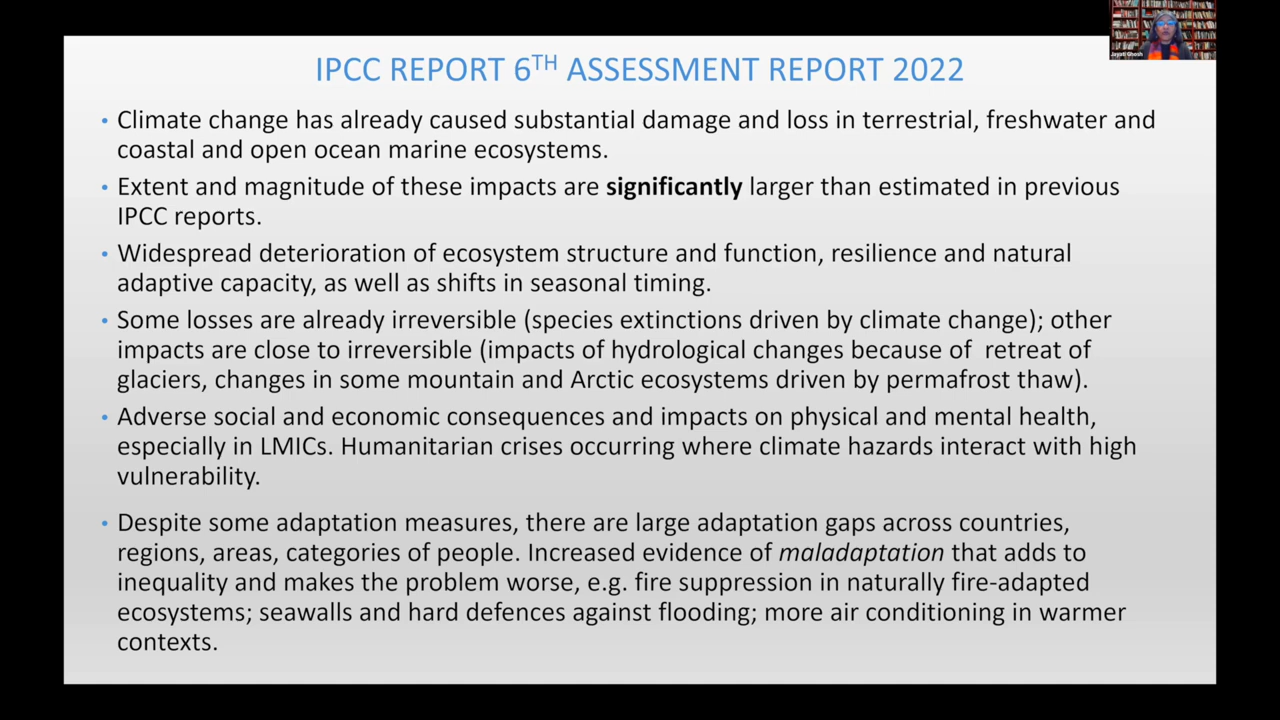 IPCC REPORT 6TH ASSESSMENT REPORT 2022
• Climate change has already caused substantial damage and loss in terrestrial, freshwater and
coastal and open ocean marine ecosystems.
• Extent and magnitude of these impacts are significantly larger than estimated in previous
IPCC reports.
• Widespread deterioration of ecosystem structure and function, resilience and natural
adaptive capacity, as well as shifts in seasonal timing.
• Some losses are already irreversible (species extinctions driven by climate change); other
impacts are close to irreversible (impacts of hydrological changes because of  retreat of
glaciers, changes in some mountain and Arctic ecosystems driven by permafrost thaw).
• Adverse social and economic consequences and impacts on physical and mental health,
especially in LMICs. Humanitarian crises occurring where climate hazards interact with high
vulnerability.
• Despite some adaptation measures, there are large adaptation gaps across countries,
regions, areas, categories of people. Increased evidence of maladaptation that adds to
inequality and makes the problem worse, e.g. fire suppression in naturally fire-adapted
ecosystems; seawalls and hard defences against flooding; more air conditioning in warmer
contexts.
Jayati Ghosh